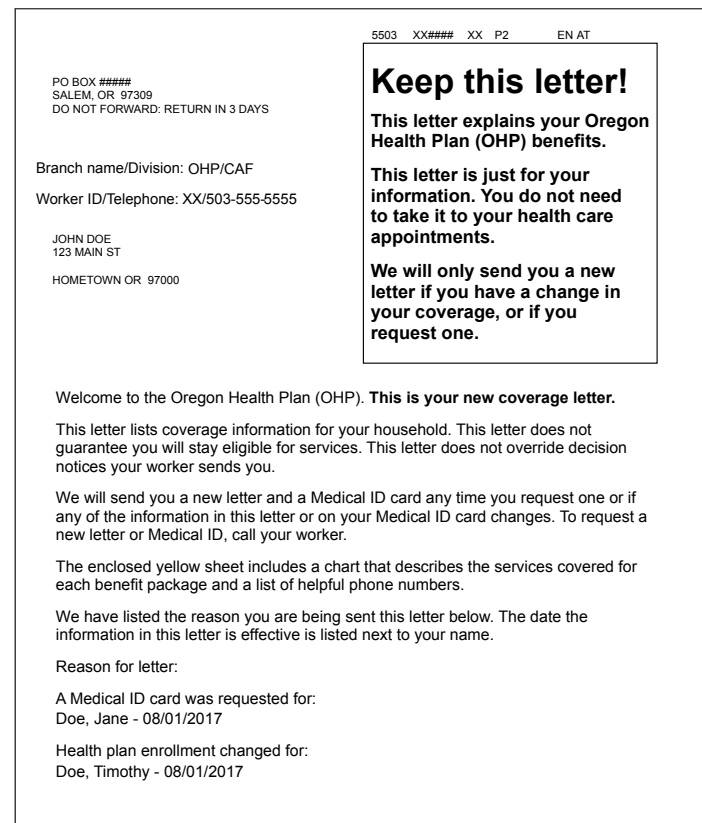 5503 XX#### XX P2 EN AT
PO BOX #####
SALEM, OR 97309
DO NOT FORWARD: RETURN IN 3 DAYS
Branch name/Division: OHP/CAF
Worker ID/Telephone: XX/503-555-5555
JOHN DOE
123 MAIN ST
HOMETOWN OR 97000
Keep this letter!
This letter explains your Oregon
Health Plan (OHP) benefits.
This letter is just for your
information. You do not need
to take it to your health care
appointments.
We will only send you a new
letter if you have a change in
your coverage, or if you
request one.
Welcome to the Oregon Health Plan (OHP). This is your new coverage letter.
This letter lists coverage information for your household. This letter does not
guarantee you will stay eligible for services. This letter does not override decision
notices your worker sends you.
We will send you a new letter and a Medical ID card any time you request one or if
any of the information in this letter or on your Medical ID card changes. To request a
new letter or Medical ID, call your worker.
The enclosed yellow sheet includes a chart that describes the services covered for
each benefit package and a list of helpful phone numbers.
We have listed the reason you are being sent this letter below. The date the
information in this letter is effective is listed next to your name.
Reason for letter:
A Medical ID card was requested for:
Doe, Jane - 08/01/2017
Health plan enrollment changed for:
Doe, Timothy - 08/01/2017